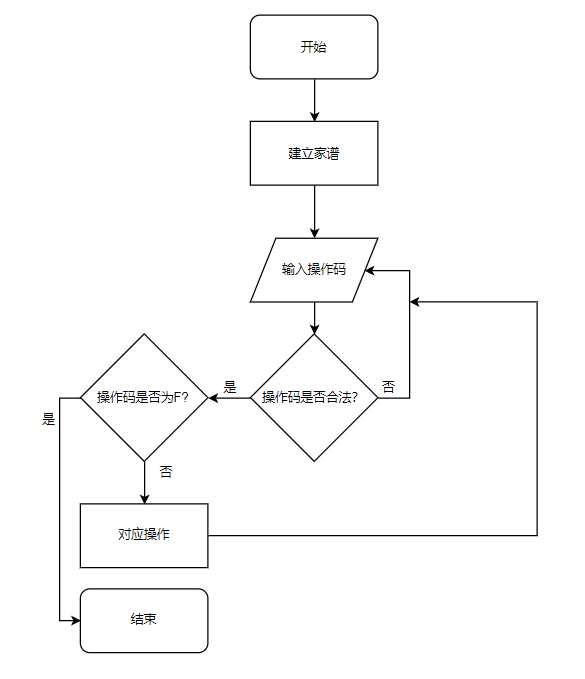 开始
建立家谱
输入操作码
操作码是否为F?
是
操作码是否合法?
否
是
否
对应操作
结束